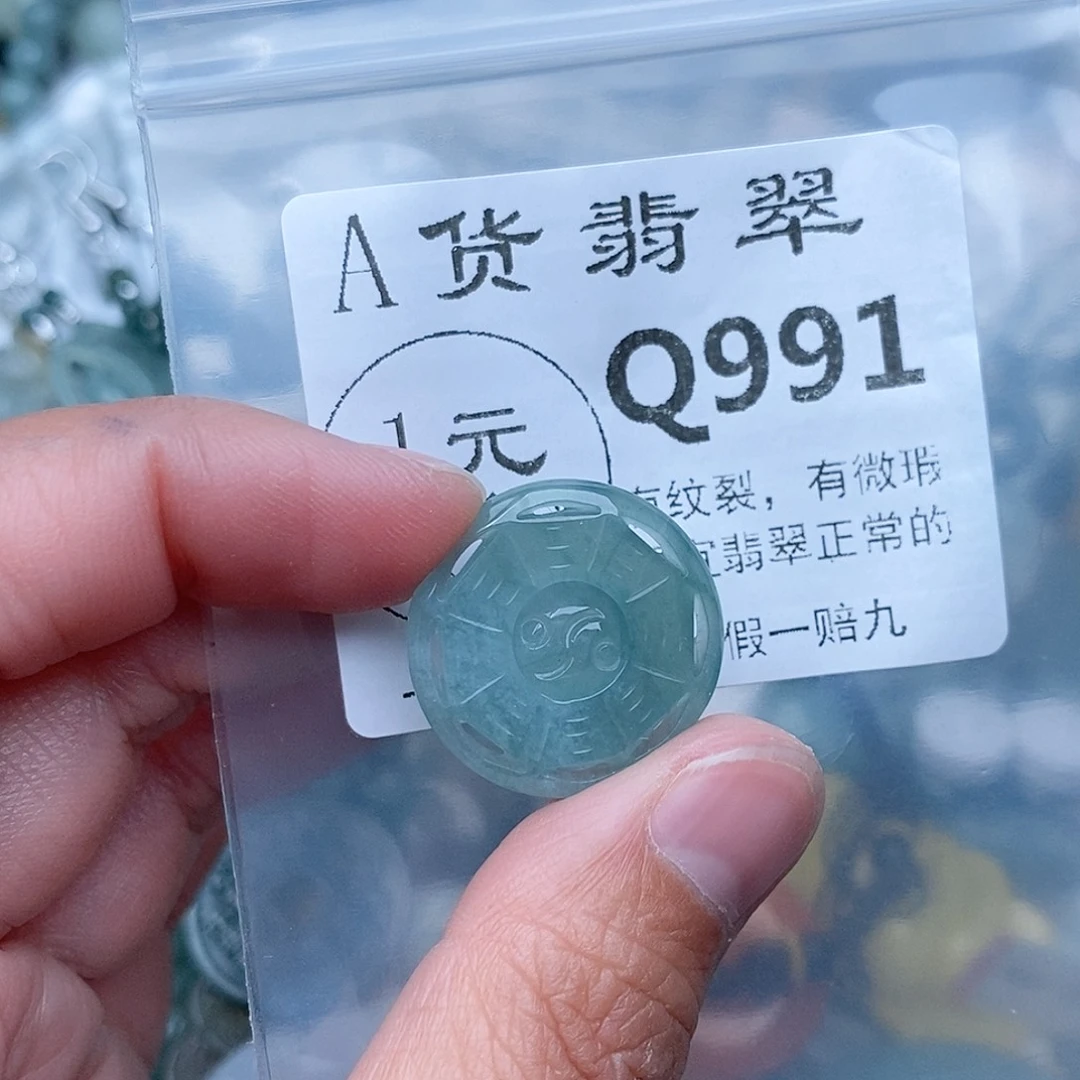 A货翡翠
Q991
1元
纹裂，有微瑕
翡翠正常的
假一赔九